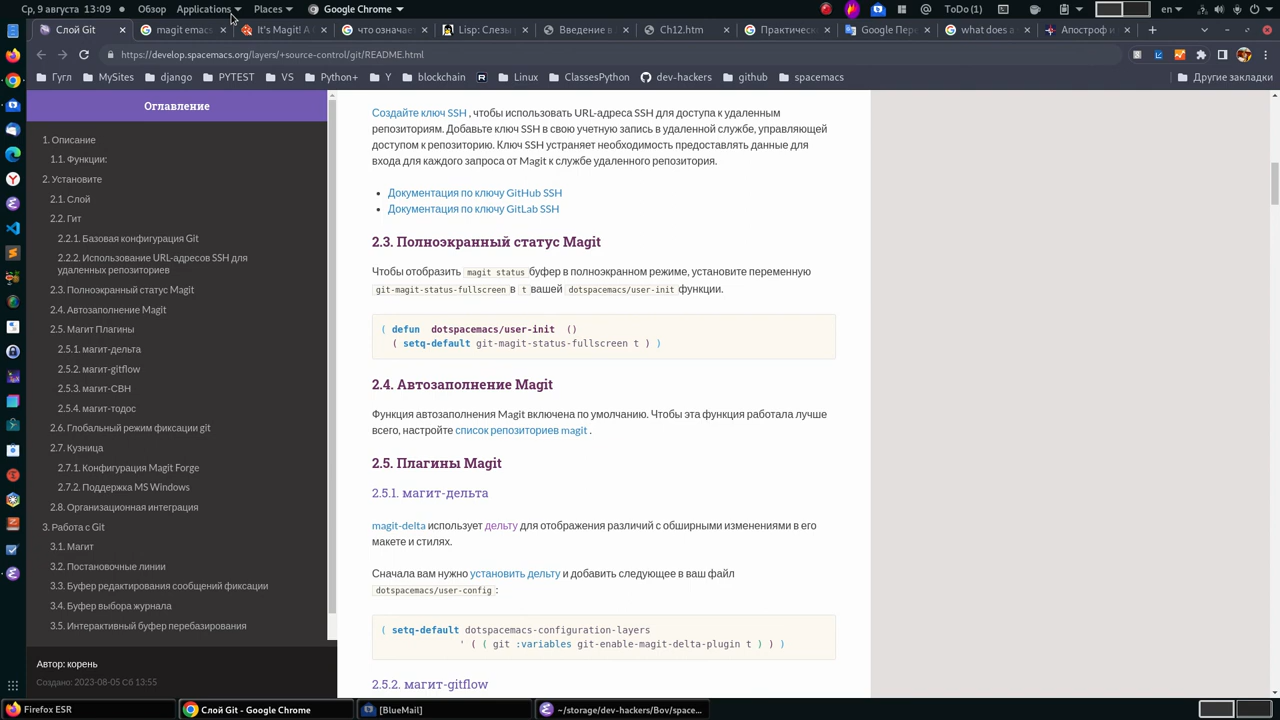 Ср, 9 августа 13:09
Обзор
Applications
Places
Google Chrome
ToDo (1)
en
Слой Git
magit emacs
It's Magit! A
что означает
Lisp: Слезы
Введение в
Ch12.htm
Практическ
Google Пере
what does a
Апостроф и
https://develop.spacemacs.org/layers/+source-control/git/README.html
Гугл
MySites
django
PYTEST
VS
Python+
Y
blockchain
Linux
ClassesPython
dev-hackers
github
spacemacs
Другие закладки
Оглавление
1. Описание
1.1. Функции:
2. Установите
2.1. Слой
2.2. Гит
2.2.1. Базовая конфигурация Git
2.2.2. Использование URL-адресов SSH для
удаленных репозиториев
2.3. Полноэкранный статус Magit
2.4. Автозаполнение Magit
2.5. Магит Плагины
2.5.1. магит-дельта
2.5.2. магит-gitflow
2.5.3. магит-СВН
2.5.4. магит-тодос
2.6. Глобальный режим фиксации git
2.7. Кузница
2.7.1. Конфигурация Magit Forge
2.7.2. Поддержка MS Windows
2.8. Организационная интеграция
3. Работа с Git
3.1. Магит
3.2. Постановочные линии
3.3. Буфер редактирования сообщений фиксации
3.4. Буфер выбора журнала
3.5. Интерактивный буфер перебазирования
Автор: корень
Создано: 2023-08-05 Сб 13:55
Создайте ключ SSH , чтобы использовать URL-адреса SSH для доступа к удаленным
репозиториям. Добавьте ключ SSH в свою учетную запись в удаленной службе, управляющей
доступом к репозиторию. Ключ SSH устраняет необходимость предоставлять данные для
входа для каждого запроса от Magit к службе удаленного репозитория.
• Документация по ключу GitHub SSH
• Документация по ключу GitLab SSH
2.3. Полноэкранный статус Magit
Чтобы отобразить magit status буфер в полноэкранном режиме, установите переменную
git-magit-status-fullscreen в t вашей dotspacemacs/user-init функции.
( defun dotspacemacs/user-init ()
( setq-default git-magit-status-fullscreen t ) )
2.4. Автозаполнение Magit
Функция автозаполнения Magit включена по умолчанию. Чтобы эта функция работала лучше
всего, настройте список репозиториев magit .
2.5. Плагины Magit
2.5.1. магит-дельта
magit-delta использует дельту для отображения различий с обширными изменениями в его
макете и стилях.
Сначала вам нужно установить дельту и добавить следующее в ваш файл
dotspacemacs/user-config :
( setq-default dotspacemacs-configuration-layers
' ( ( git :variables git-enable-magit-delta-plugin t ) ) )
2.5.2. магит-gitflow
Firefox ESR
Слой Git - Google Chrome
[BlueMail]
~/storage/dev-hackers/Bov/space...